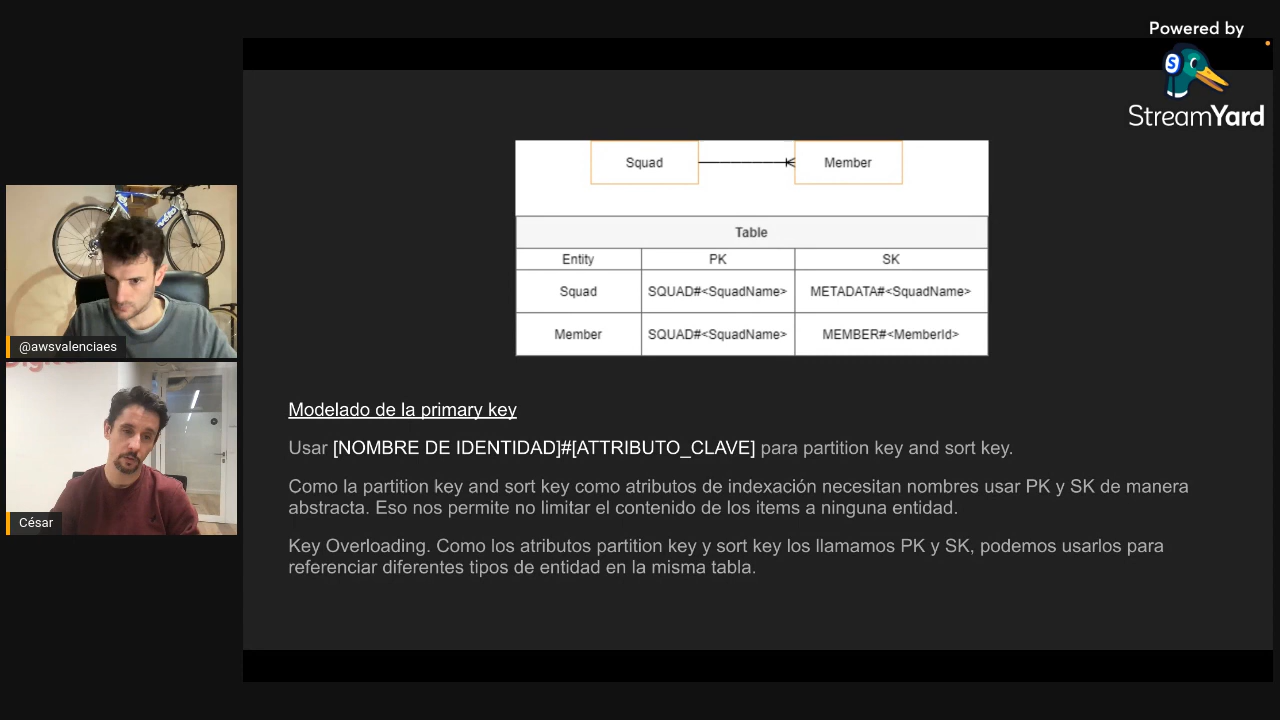 Powered by
StreamYard
Squad
Member
Table
Entity
PK
SK
Squad
SQUAD#<SquadName>
METADATA#<SquadName>
Member
SQUAD#<SquadName>
MEMBER#<MemberId>
@awsvalenciaes
César
Modelado de la primary key
Usar [NOMBRE DE IDENTIDAD]#[ATTRIBUTO_CLAVE] para partition key and sort key.
Como la partition key and sort key como atributos de indexación necesitan nombres usar PK y SK de manera
abstracta. Eso nos permite no limitar el contenido de los items a ninguna entidad.
Key Overloading. Como los atributos partition key y sort key los llamamos PK y SK, podemos usarlos para
referenciar diferentes tipos de entidad en la misma tabla.